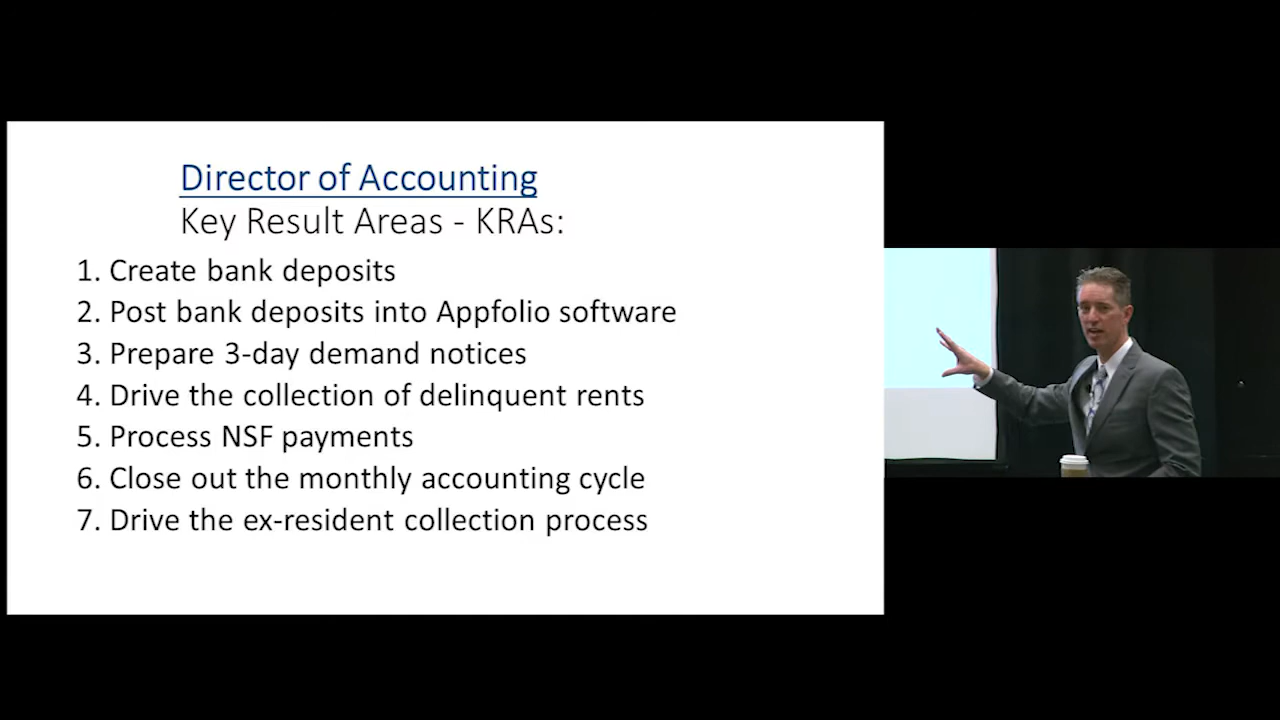 Director of Accounting
Key Result Areas - KRAs:
1. Create bank deposits
2. Post bank deposits into Appfolio software
3. Prepare 3-day demand notices
4. Drive the collection of delinquent rents
5. Process NSF payments
6. Close out the monthly accounting cycle
7. Drive the ex-resident collection process